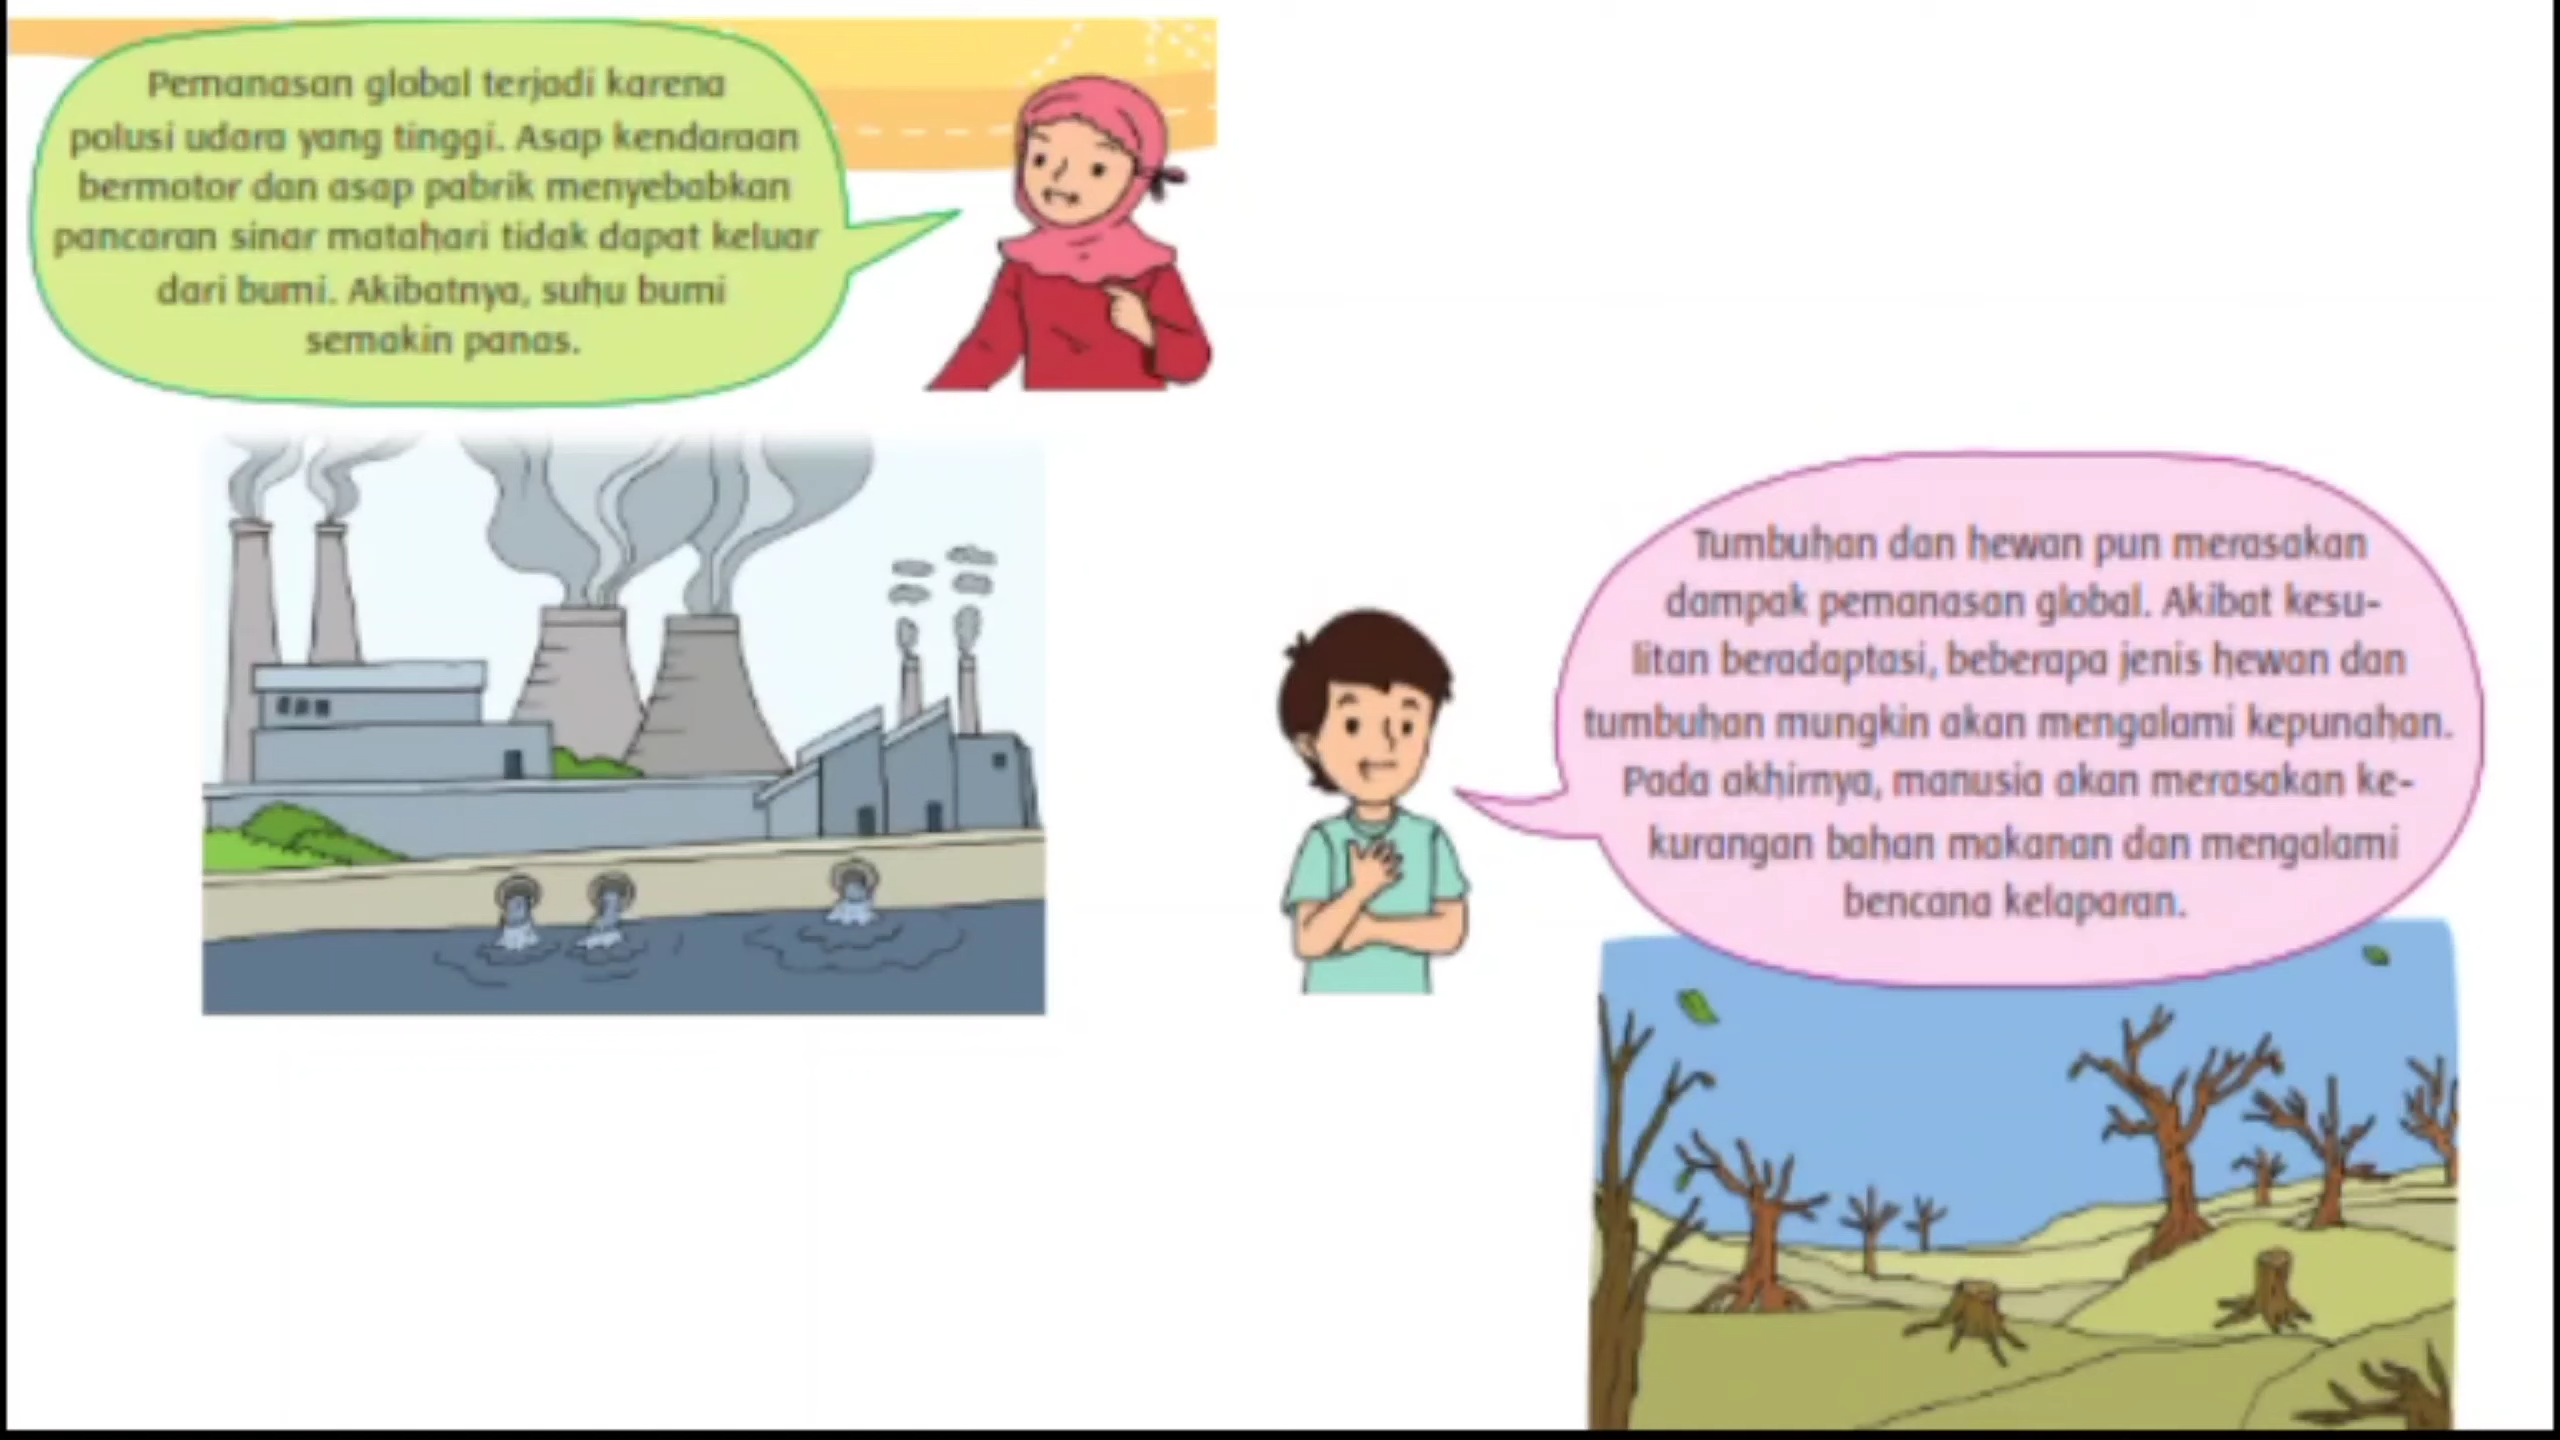 Pemanasan global terjadi karena
polusi udara yang tinggi. Asap kendaraan
bermotor dan asap pabrik menyebabkan
pancaran sinar matahari tidak dapat keluar
dari bumi. Akibatnya, suhu bumi
semakin panas.
Tumbuhan dan hewan pun merasakan
dampak pemanasan global. Akibat kesu-
litan beradaptasi, beberapa jenis hewan dan
tumbuhan mungkin akan mengalami kepunahan.
Pada akhirnya, manusia akan merasakan ke-
kurangan bahan makanan dan mengalami
bencana kelaparan.